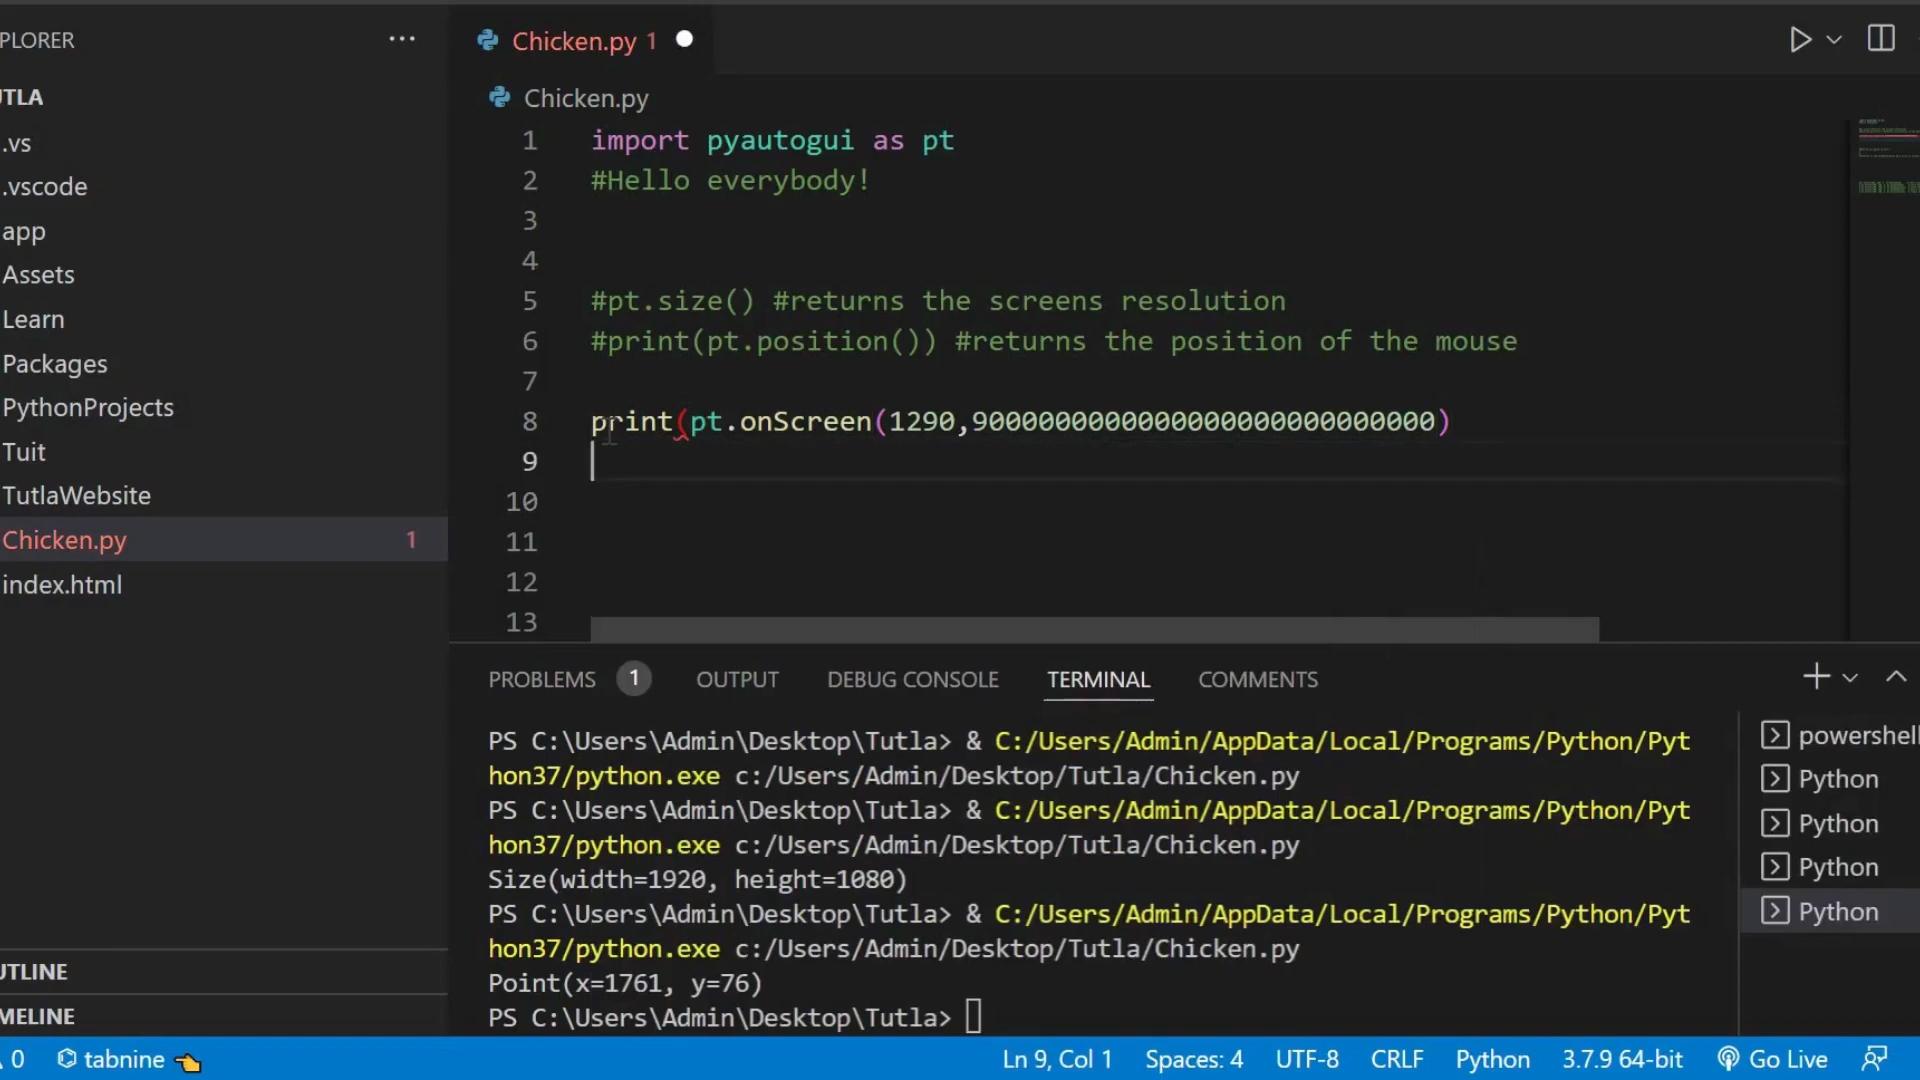 PLORER ...
Chicken.py 1
UTLA
Chicken.py
.vs
.vscode
app
Assets
Learn
Packages
PythonProjects
Tuit
TutlaWebsite
Chicken.py 1
index.html
UTLINE
MELINE
1 import pyautogui as pt
2 #Hello everybody!
3
4
5 #pt.size() #returns the screens resolution
6 #print(pt.position()) #returns the position of the mouse
7
8 print(pt.onScreen(1290,9000000000000000000000000000)
9
10
11
12
13
PROBLEMS 1 OUTPUT DEBUG CONSOLE TERMINAL COMMENTS
PS C:\Users\Admin\Desktop\Tutla> & C:/Users/Admin/AppData/Local/Programs/Python/Pyt
hon37/python.exe c:/Users/Admin/Desktop/Tutla/Chicken.py
PS C:\Users\Admin\Desktop\Tutla> & C:/Users/Admin/AppData/Local/Programs/Python/Pyt
hon37/python.exe c:/Users/Admin/Desktop/Tutla/Chicken.py
Size(width=1920, height=1080)
PS C:\Users\Admin\Desktop\Tutla> & C:/Users/Admin/AppData/Local/Programs/Python/Pyt
hon37/python.exe c:/Users/Admin/Desktop/Tutla/Chicken.py
Point(x=1761, y=76)
PS C:\Users\Admin\Desktop\Tutla>
powershell
Python
Python
Python
Python
0 tabnine Ln 9, Col 1 Spaces: 4 UTF-8 CRLF Python 3.7.9 64-bit Go Live